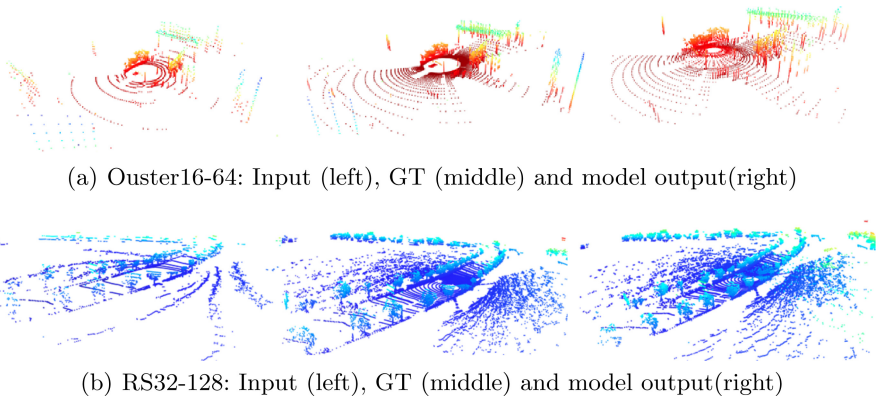 (a) Ouster16-64: Input (left), GT (middle) and model output(right)
(b) RS32-128: Input (left), GT (middle) and model output(right)